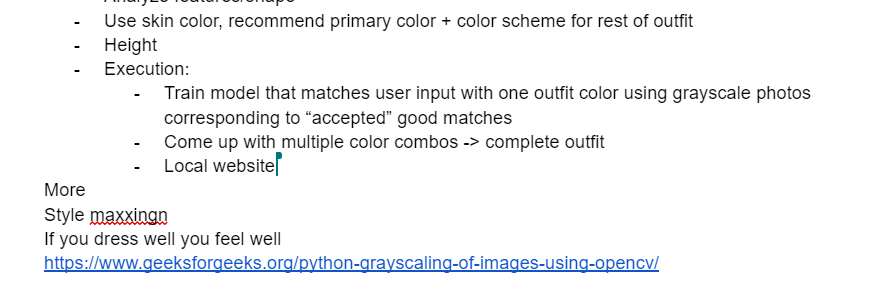 - Analyze features/shape
- Use skin color, recommend primary color + color scheme for rest of outfit
- Height
- Execution:
- Train model that matches user input with one outfit color using grayscale photos
corresponding to “accepted” good matches
- Come up with multiple color combos -> complete outfit
- Local website
More
Style maxxingn
If you dress well you feel well
https://www.geeksforgeeks.org/python-grayscaling-of-images-using-opencv/